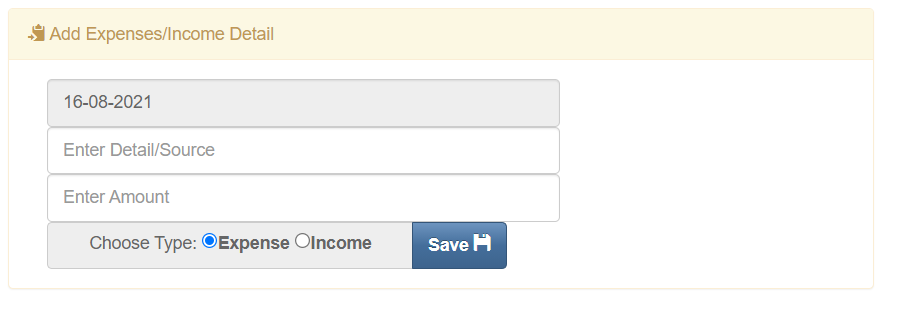 Add Expenses/Income Detail
16-08-2021
Enter Detail/Source
Enter Amount
Choose Type: Expense Income Save